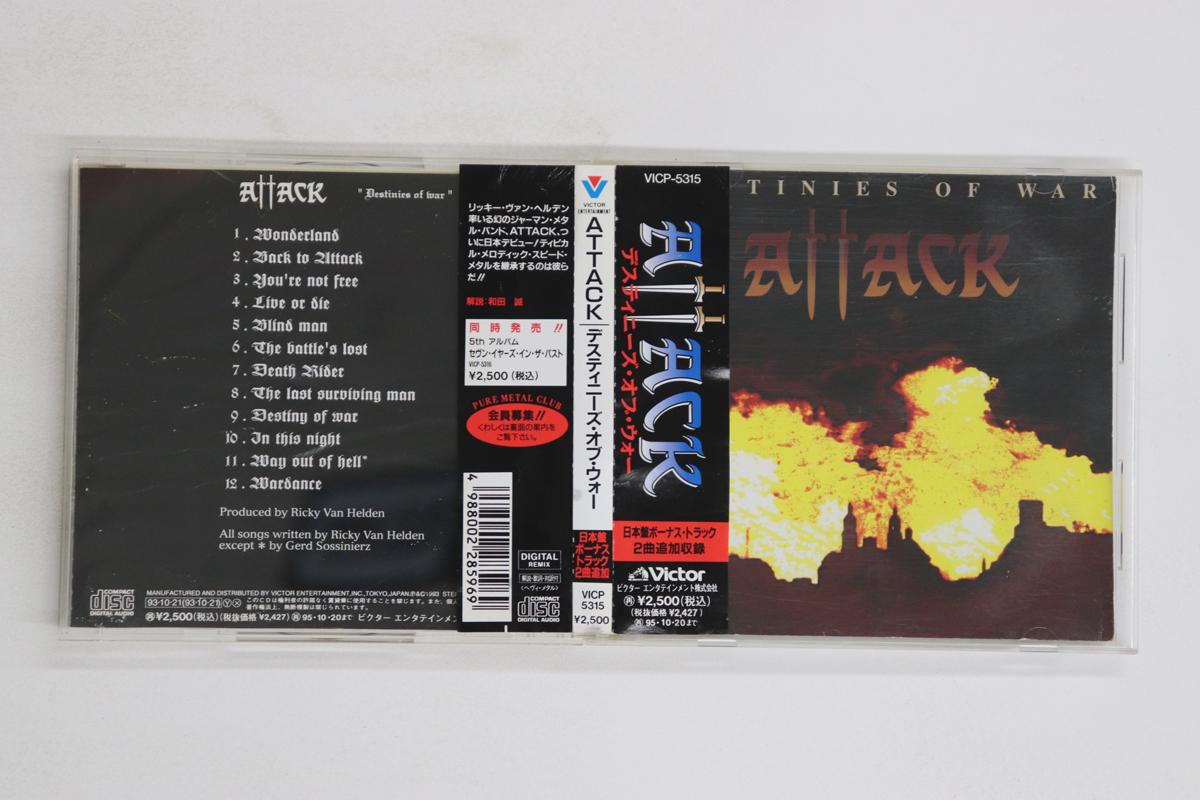 ATTACK
"Destinies of war"
1. Wonderland
2. Back to Attack
3. You're not free
4. Live or die
5. Blind man
6. The battle's lost
7. Death Rider
8. The last surviving man
9. Destiny of war
10. In this night
11. Way out of hell*
12. Wardance
Produced by Ricky Van Helden
All songs written by Ricky Van Helden
except * by Gerd Sossinierz
COMPACT
disc
DIGITAL AUDIO
MANUFACTURED AND DISTRIBUTED BY VICTOR ENTERTAINMENT, INC., TOKYO, JAPAN
93·10·21(93·10·21) Ⓨ Ⓧ
¥2,500(税込)(税抜価格 ¥2,427) 95·10·20まで ビクター エンタテインメン
リッキー・ヴァン・ヘルデン
率いる幻のジャーマン・メタ
ル・バンド、ATTACK、つ
いに日本デビュー!ティピカ
ル・メロディック・スピード・
メタルを継承するのは彼ら
だ!!
解説:和田 誠
同時発売!!
5th アルバム
セヴン・イヤーズ・イン・ザ・パスト
VICP-5316
¥2,500(税込)
PURE METAL CLUB
会員募集!!
くわしくは裏面の案内を
ご覧下さい。
4 988002 285969
DIGITAL
REMIX
〈ヘヴィ・メタル〉
COMPACT
disc
DIGITAL AUDIO
VICTOR
ENTERTAINMENT
ATTACK|デスティニーズ・オブ・ウォー
日本盤
ボーナス
トラック
2曲追加
VICP
5315
¥2,500
VICP-5315
ATTACK
デスティニーズ・オブ・ウォー
日本盤ボーナス・トラック
2曲追加収録
Victor
ビクター エンタテインメント株式会社
¥2,500(税込)
(税抜価格 ¥2,427)
95·10·20まで
TINIES OF WAR
ATTACK